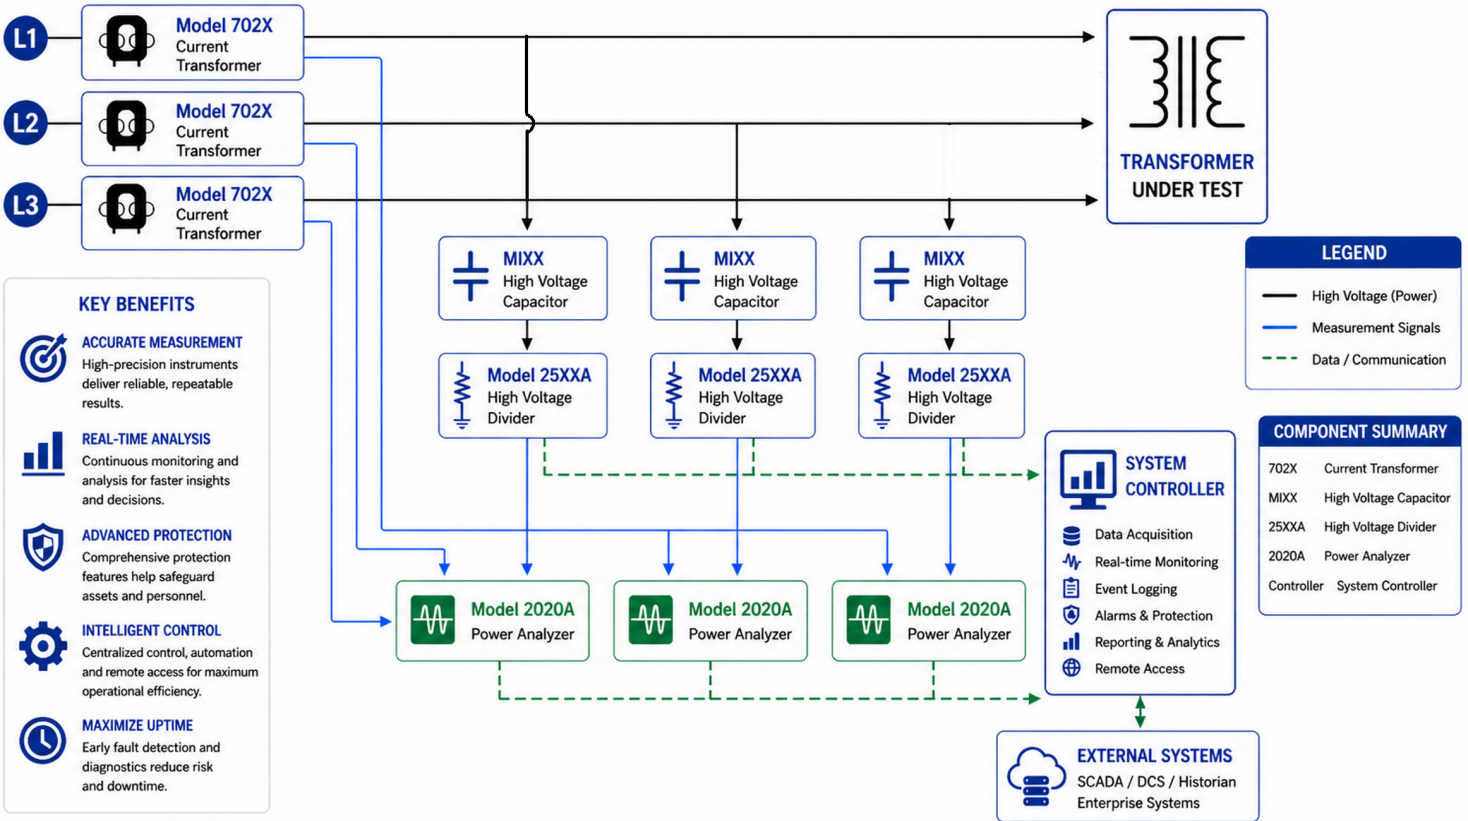 L1
Model 702X
Current
Transformer
L2
Model 702X
Current
Transformer
L3
Model 702X
Current
Transformer
TRANSFORMER
UNDER TEST
MIXX
High Voltage
Capacitor
MIXX
High Voltage
Capacitor
MIXX
High Voltage
Capacitor
Model 25XXA
High Voltage
Divider
Model 25XXA
High Voltage
Divider
Model 25XXA
High Voltage
Divider
Model 2020A
Power Analyzer
Model 2020A
Power Analyzer
Model 2020A
Power Analyzer
KEY BENEFITS
ACCURATE MEASUREMENT
High-precision instruments
deliver reliable, repeatable
results.
REAL-TIME ANALYSIS
Continuous monitoring and
analysis for faster insights
and decisions.
ADVANCED PROTECTION
Comprehensive protection
features help safeguard
assets and personnel.
INTELLIGENT CONTROL
Centralized control, automation
and remote access for maximum
operational efficiency.
MAXIMIZE UPTIME
Early fault detection and
diagnostics reduce risk
and downtime.
SYSTEM
CONTROLLER
Data Acquisition
Real-time Monitoring
Event Logging
Alarms & Protection
Reporting & Analytics
Remote Access
EXTERNAL SYSTEMS
SCADA / DCS / Historian
Enterprise Systems
LEGEND
High Voltage (Power)
Measurement Signals
Data / Communication
COMPONENT SUMMARY
702X Current Transformer
MIXX High Voltage Capacitor
25XXA High Voltage Divider
2020A Power Analyzer
Controller System Controller